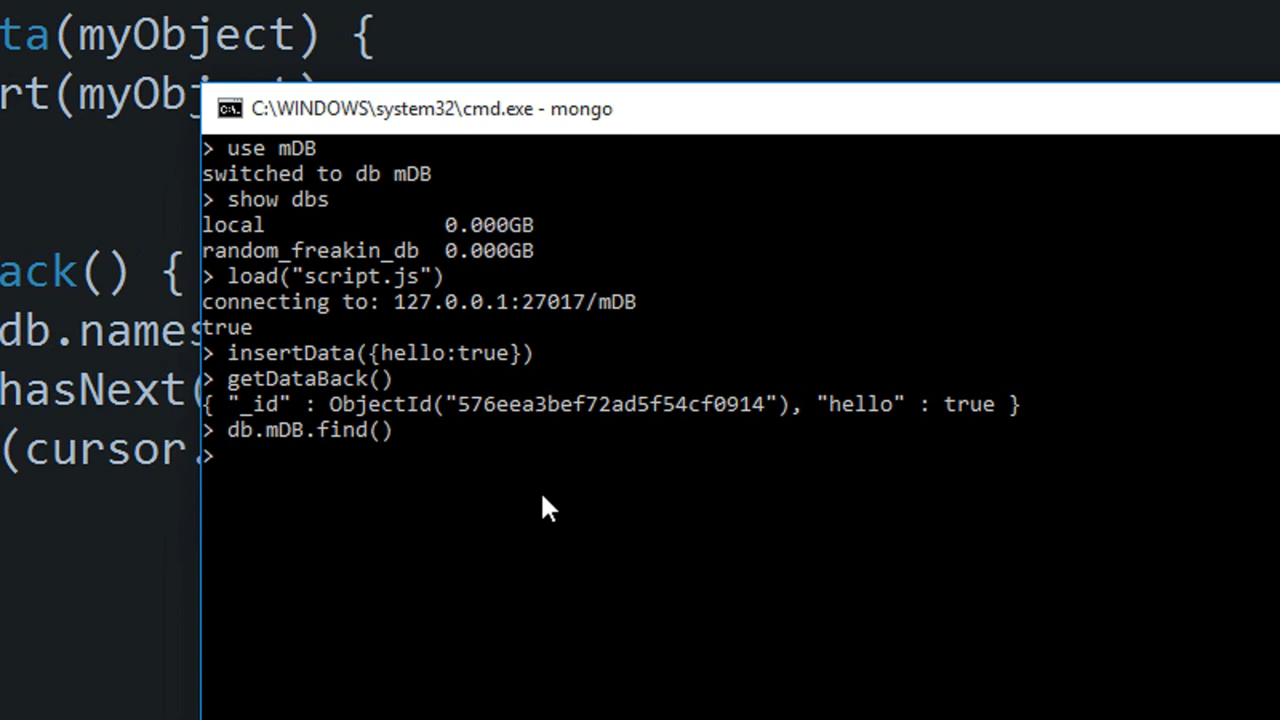 ta(myObject) {
rt(myObj
C:\WINDOWS\system32\cmd.exe - mongo
> use mDB
switched to db mDB
> show dbs
local 0.000GB
random_freakin_db 0.000GB
> load("script.js")
connecting to: 127.0.0.1:27017/mDB
true
> insertData({hello:true})
> getDataBack()
{ "_id" : ObjectId("576eea3bef72ad5f54cf0914"), "hello" : true }
> db.mDB.find()
>
ack() {
db.names
hasNext(
(cursor.